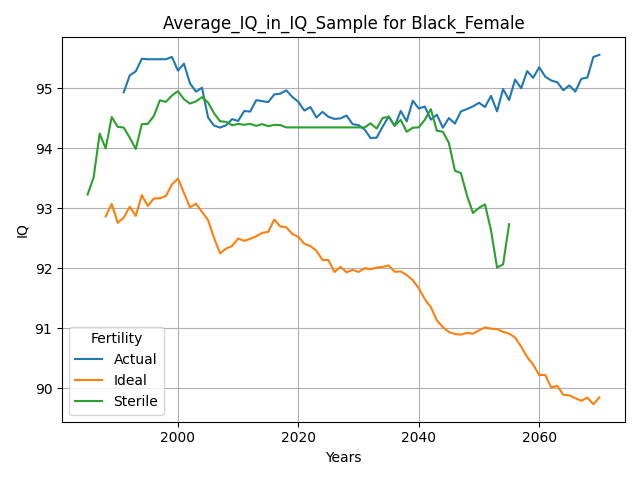 Average_IQ_in_IQ_Sample for Black_Female
IQ
95
94
93
92
91
90
Fertility
Actual
Ideal
Sterile
2000 2020 2040 2060
Years